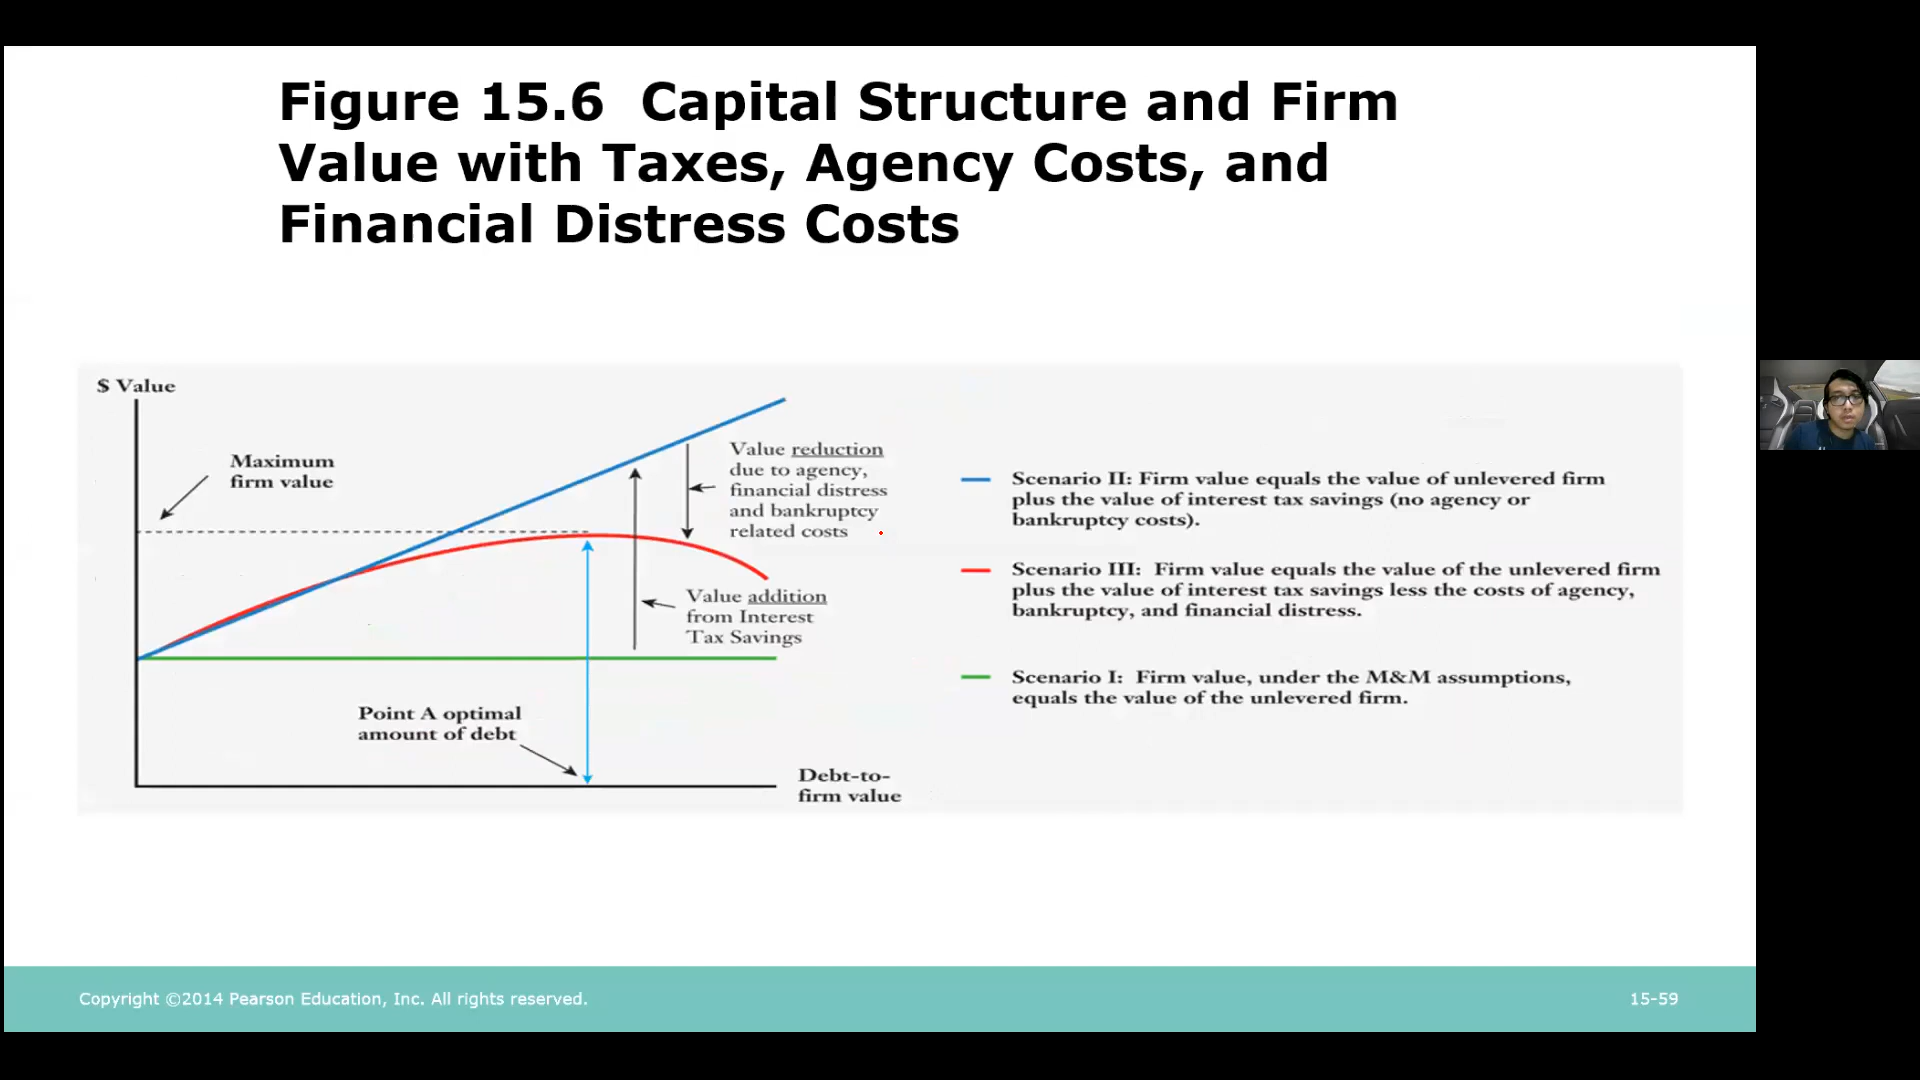 Figure 15.6 Capital Structure and Firm
Value with Taxes, Agency Costs, and
Financial Distress Costs
$ Value
Maximum
firm value
Value reduction
due to agency,
financial distress
and bankruptcy
related costs
Value addition
from Interest
Tax Savings
Point A optimal
amount of debt
Debt-to-
firm value
Scenario II: Firm value equals the value of unlevered firm
plus the value of interest tax savings (no agency or
bankruptcy costs).
Scenario III: Firm value equals the value of the unlevered firm
plus the value of interest tax savings less the costs of agency,
bankruptcy, and financial distress.
Scenario I: Firm value, under the M&M assumptions,
equals the value of the unlevered firm.
Copyright ©2014 Pearson Education, Inc. All rights reserved.
15-59